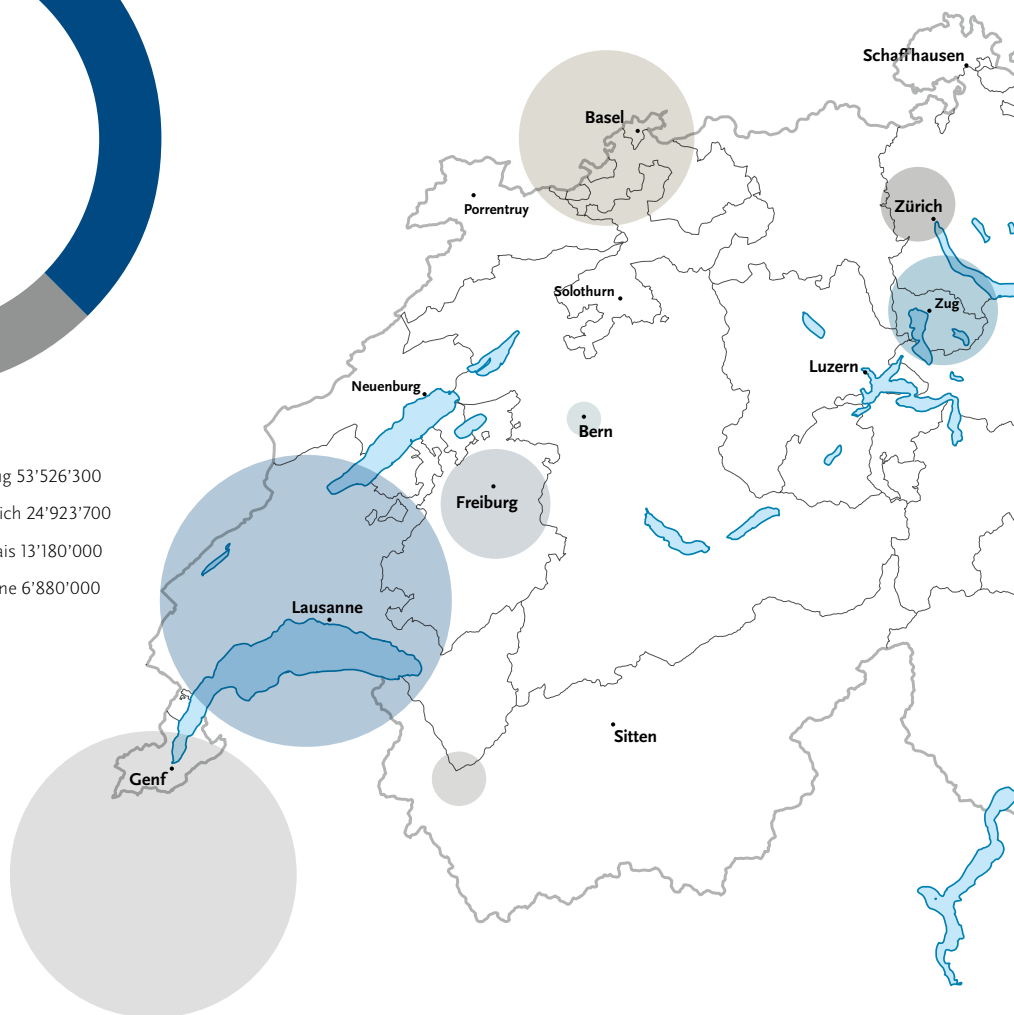 Schaffhausen
Basel
Porrentruy
Zürich
Solothurn
Zug
Luzern
Neuenburg
Bern
ug 53’526’300
Freiburg
ich 24’923’700
ais 13’180’000
ne 6’880’000
Lausanne
Sitten
Genf